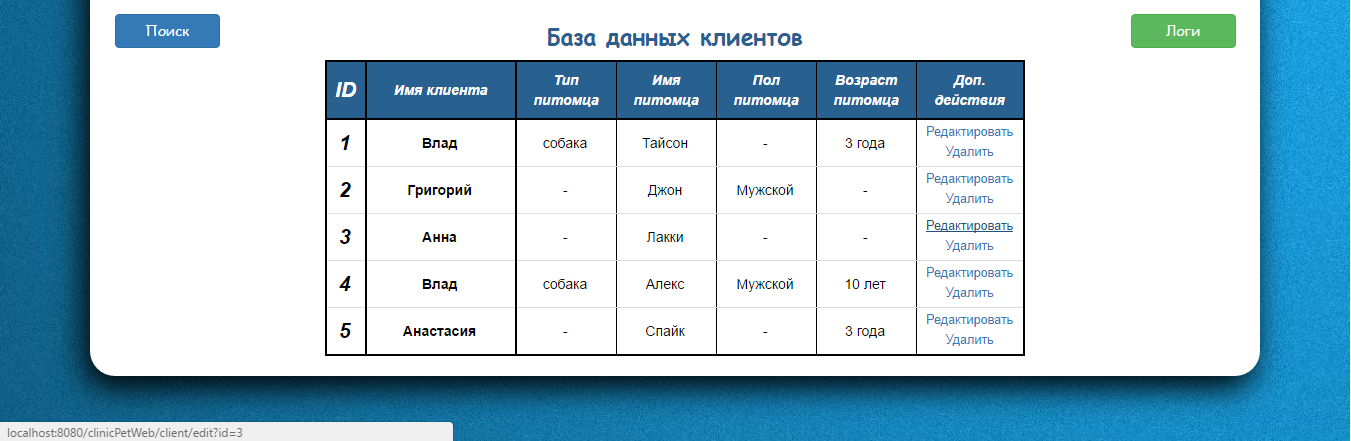 Поиск
База данных клиентов
Логи
ID Имя клиента Тип питомца Имя питомца Пол питомца Возраст питомца Доп. действия
1 Влад собака Тайсон - 3 года Редактировать Удалить
2 Григорий - Джон Мужской - Редактировать Удалить
3 Анна - Лакки - - Редактировать Удалить
4 Влад собака Алекс Мужской 10 лет Редактировать Удалить
5 Анастасия - Спайк - 3 года Редактировать Удалить
localhost:8080/clinicPetWeb/client/edit?id=3